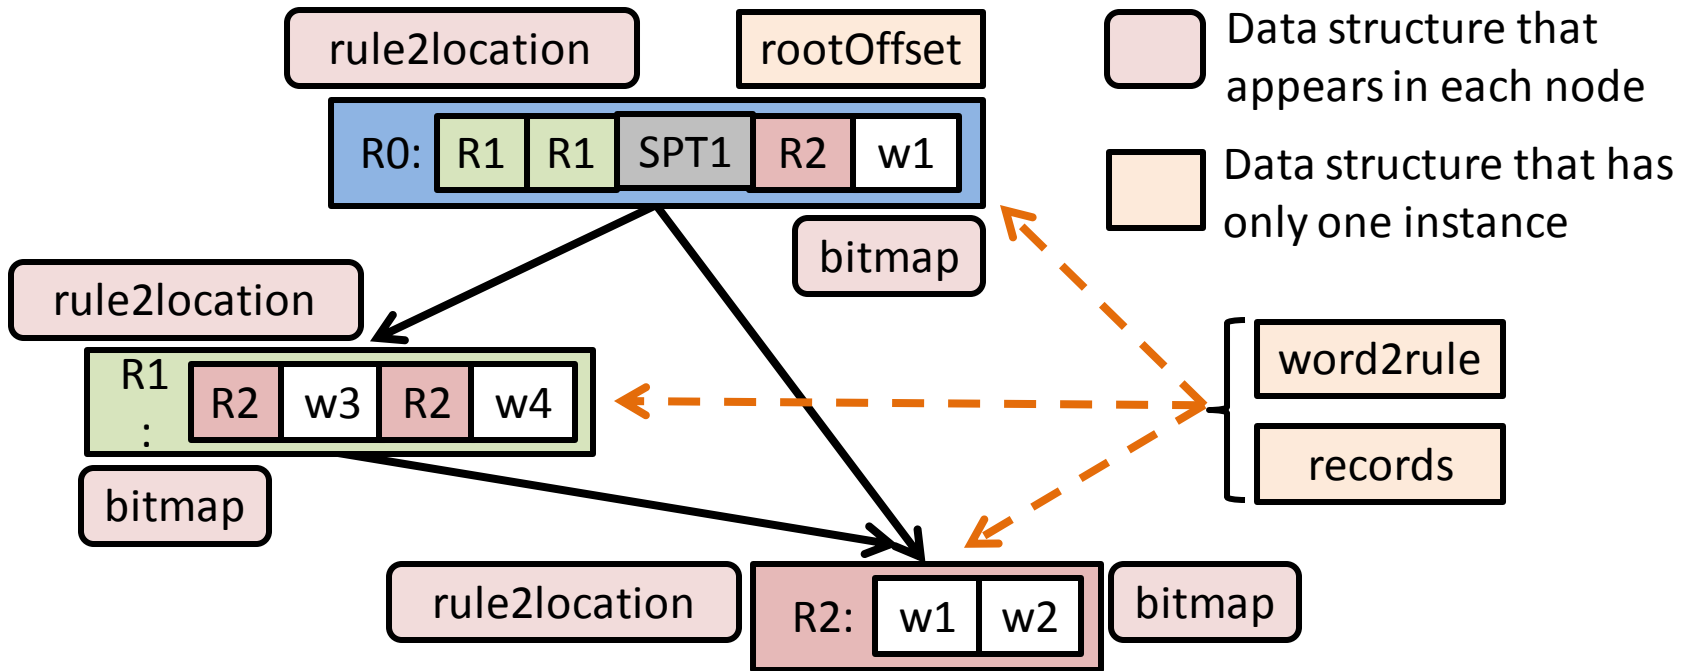 rule2location
rootOffset
Data structure that
appears in each node
R0: R1 R1 SPT1 R2 w1
Data structure that has
only one instance
bitmap
rule2location
word2rule
R1
: R2 w3 R2 w4
records
bitmap
rule2location
R2: w1 w2
bitmap